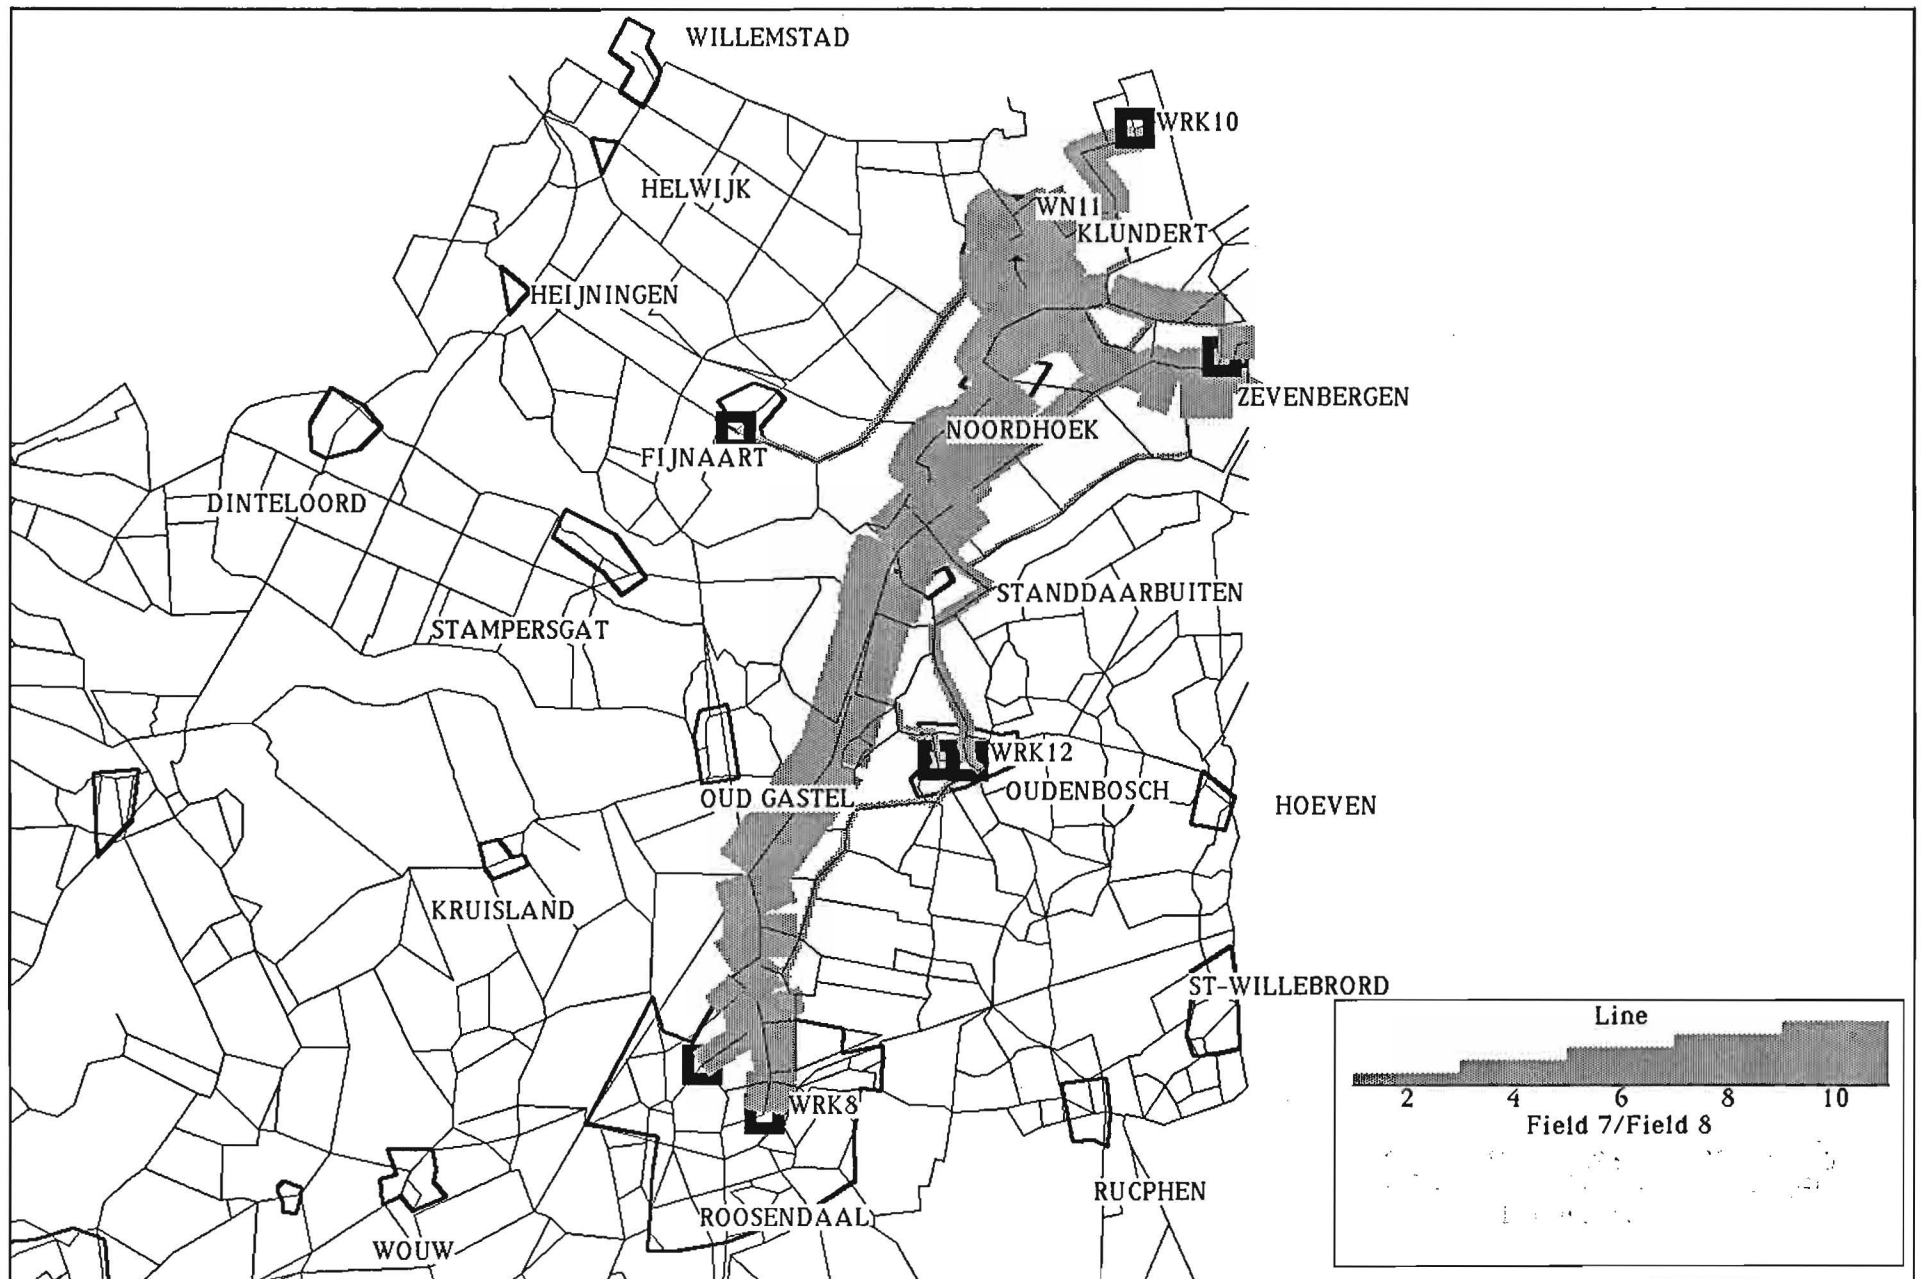 WILLEMSTAD
WRK10
HELWIJK
WN11
KLUNDERT
HEIJNINGEN
ZEVENBERGEN
NOORDHOEK
FIJNAART
DINTELOORD
STANDDAARBUITEN
STAMPERSGAT
WRK12
OUDENBOSCH
OUD GASTEL
HOEVEN
KRUISLAND
ST-WILLEBRORD
Line
2 4 6 8 10
Field 7/Field 8
WRK8
RUCPHEN
ROOSENDAAL
WOUW